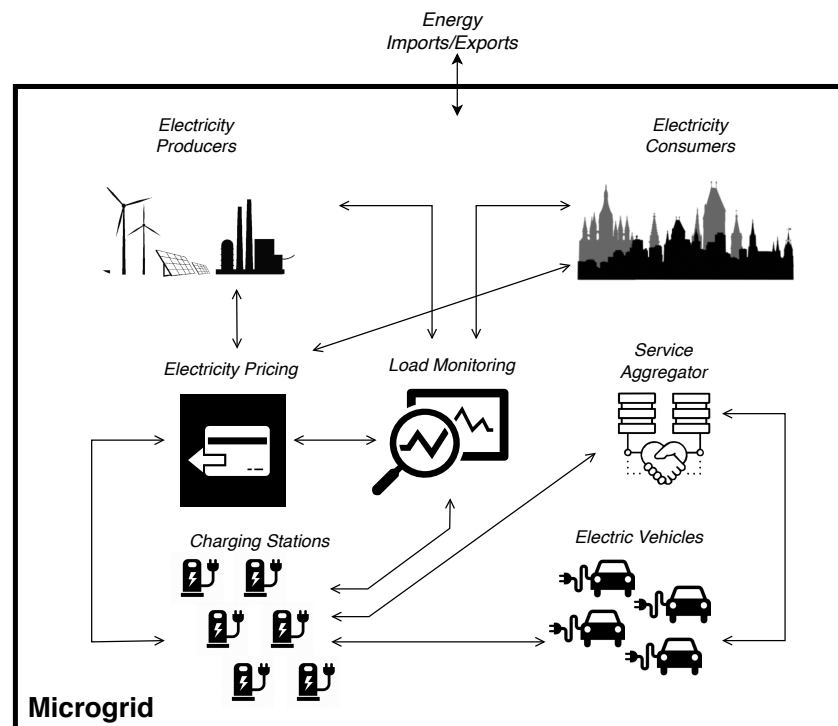 Energy
Imports/Exports
Electricity
Producers
Electricity
Consumers
Electricity Pricing
Load Monitoring
Service
Aggregator
Charging Stations
Electric Vehicles
Microgrid